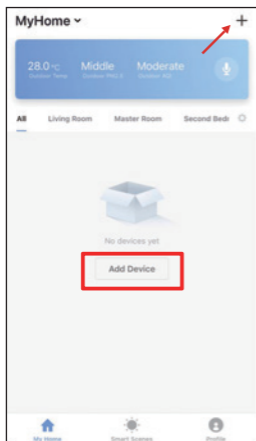 MyHome
28.0°C Middle Moderate
Outdoor Temp Outdoor PM2.5 Outdoor AQI
All Living Room Master Room Second Bedr
No devices yet
Add Device
My Home Smart Scenes Profile